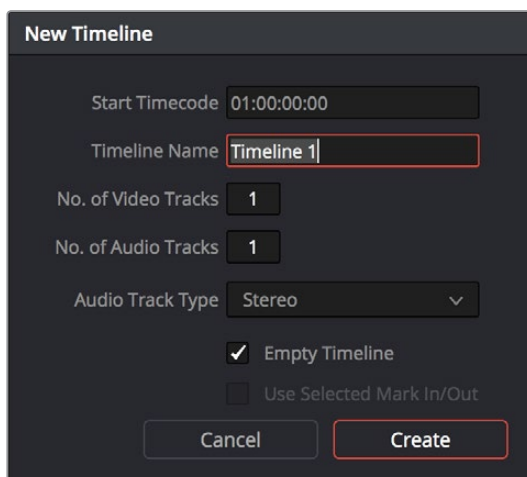 New Timeline
Start Timecode 01:00:00:00
Timeline Name Timeline 1
No. of Video Tracks 1
No. of Audio Tracks 1
Audio Track Type Stereo
Empty Timeline
Use Selected Mark In/Out
Cancel Create